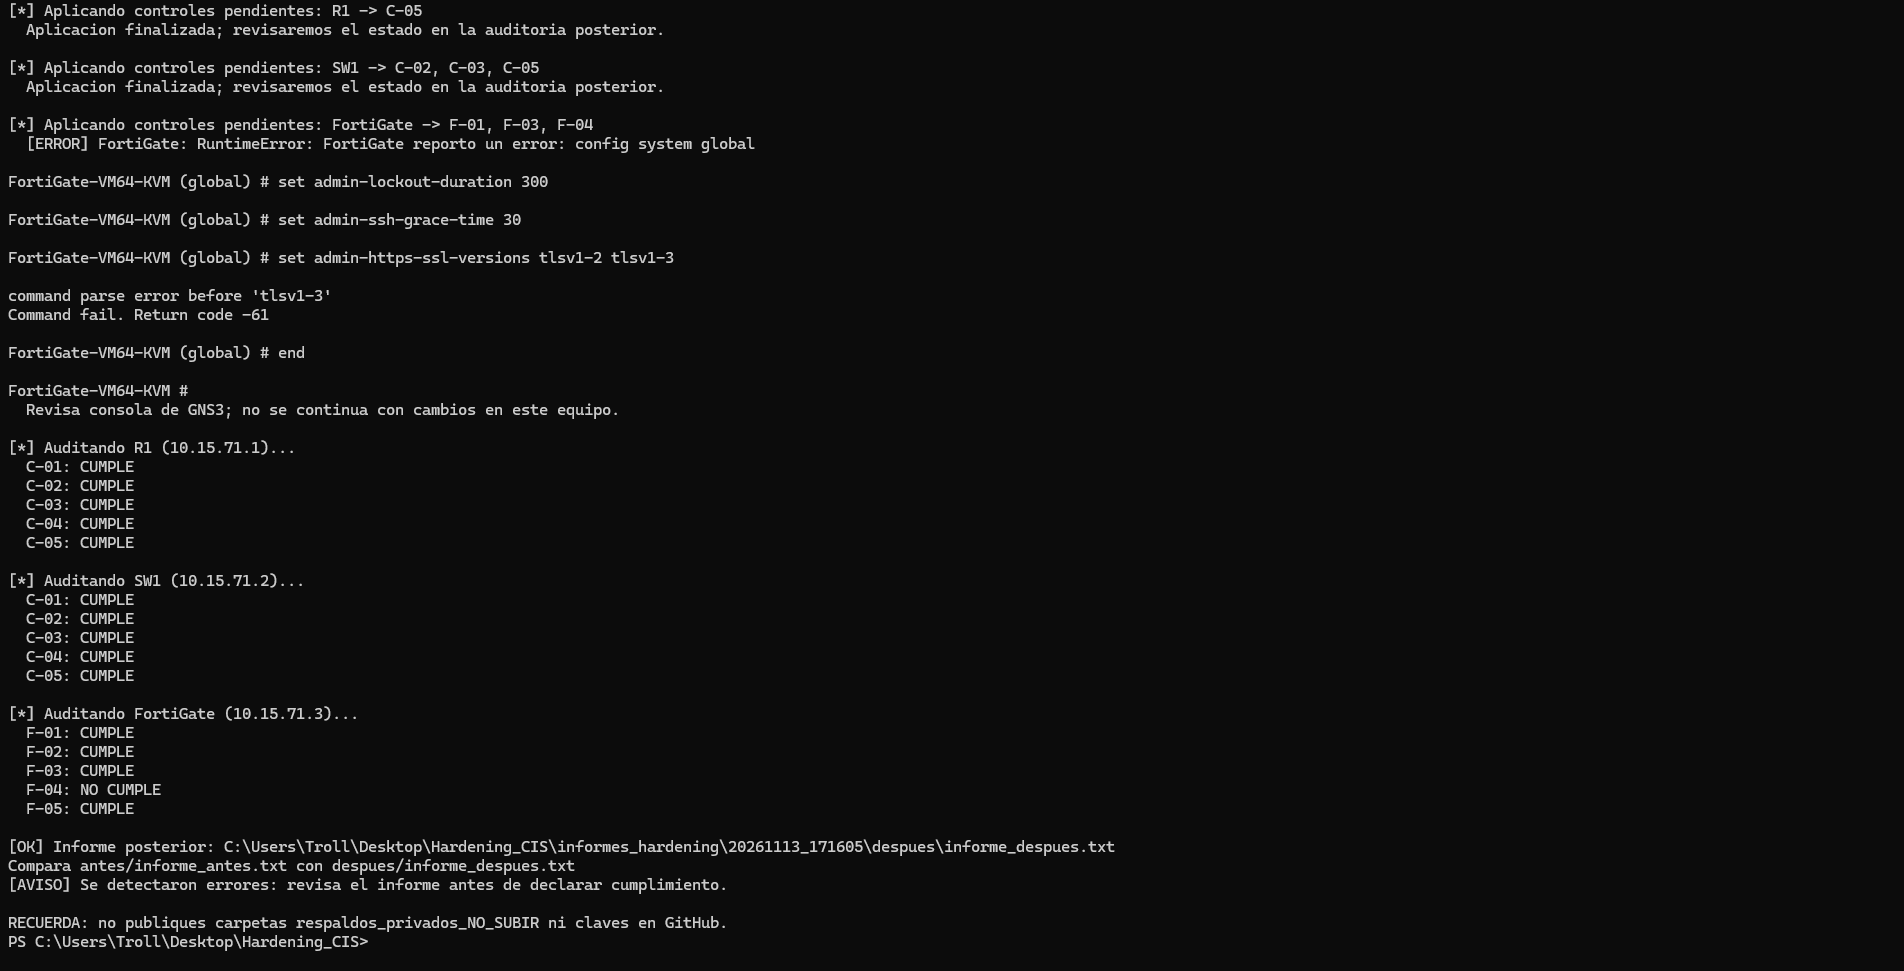 [*] Aplicando controles pendientes: R1 -> C-05
Aplicacion finalizada; revisaremos el estado en la auditoria posterior.
[*] Aplicando controles pendientes: SW1 -> C-02, C-03, C-05
Aplicacion finalizada; revisaremos el estado en la auditoria posterior.
[*] Aplicando controles pendientes: FortiGate -> F-01, F-03, F-04
[ERROR] FortiGate: RuntimeError: FortiGate reporto un error: config system global
FortiGate-VM64-KVM (global) # set admin-lockout-duration 300
FortiGate-VM64-KVM (global) # set admin-ssh-grace-time 30
FortiGate-VM64-KVM (global) # set admin-https-ssl-versions tlsv1-2 tlsv1-3
command parse error before 'tlsv1-3'
Command fail. Return code -61
FortiGate-VM64-KVM (global) # end
FortiGate-VM64-KVM #
Revisa consola de GNS3; no se continua con cambios en este equipo.
[*] Auditando R1 (10.15.71.1)...
C-01: CUMPLE
C-02: CUMPLE
C-03: CUMPLE
C-04: CUMPLE
C-05: CUMPLE
[*] Auditando SW1 (10.15.71.2)...
C-01: CUMPLE
C-02: CUMPLE
C-03: CUMPLE
C-04: CUMPLE
C-05: CUMPLE
[*] Auditando FortiGate (10.15.71.3)...
F-01: CUMPLE
F-02: CUMPLE
F-03: CUMPLE
F-04: NO CUMPLE
F-05: CUMPLE
[OK] Informe posterior: C:\Users\Troll\Desktop\Hardening_CIS\informes_hardening\20261113_171605\despues\informe_despues.txt
Compara antes/informe_antes.txt con despues/informe_despues.txt
[AVISO] Se detectaron errores: revisa el informe antes de declarar cumplimiento.
RECUERDA: no publiques carpetas respaldos_privados_NO_SUBIR ni claves en GitHub.
PS C:\Users\Troll\Desktop\Hardening_CIS>